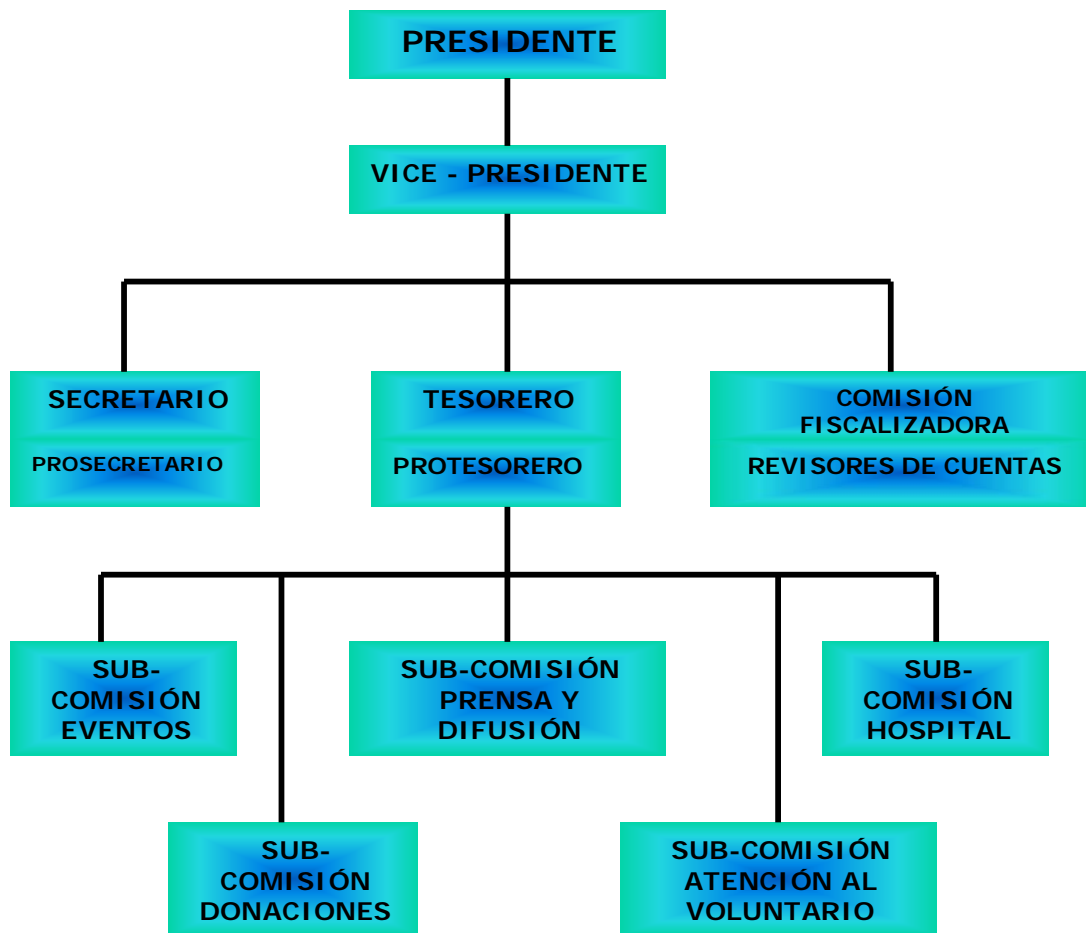 PRESIDENTE
VICE - PRESIDENTE
SECRETARIO
PROSECRETARIO
TESORERO
PROTESORERO
COMISIÓN
FISCALIZADORA
REVISORES DE CUENTAS
SUB-
COMISIÓN
EVENTOS
SUB-COMISIÓN
PRENSA Y
DIFUSIÓN
SUB-
COMISIÓN
HOSPITAL
SUB-
COMISIÓN
DONACIONES
SUB-COMISIÓN
ATENCIÓN AL
VOLUNTARIO